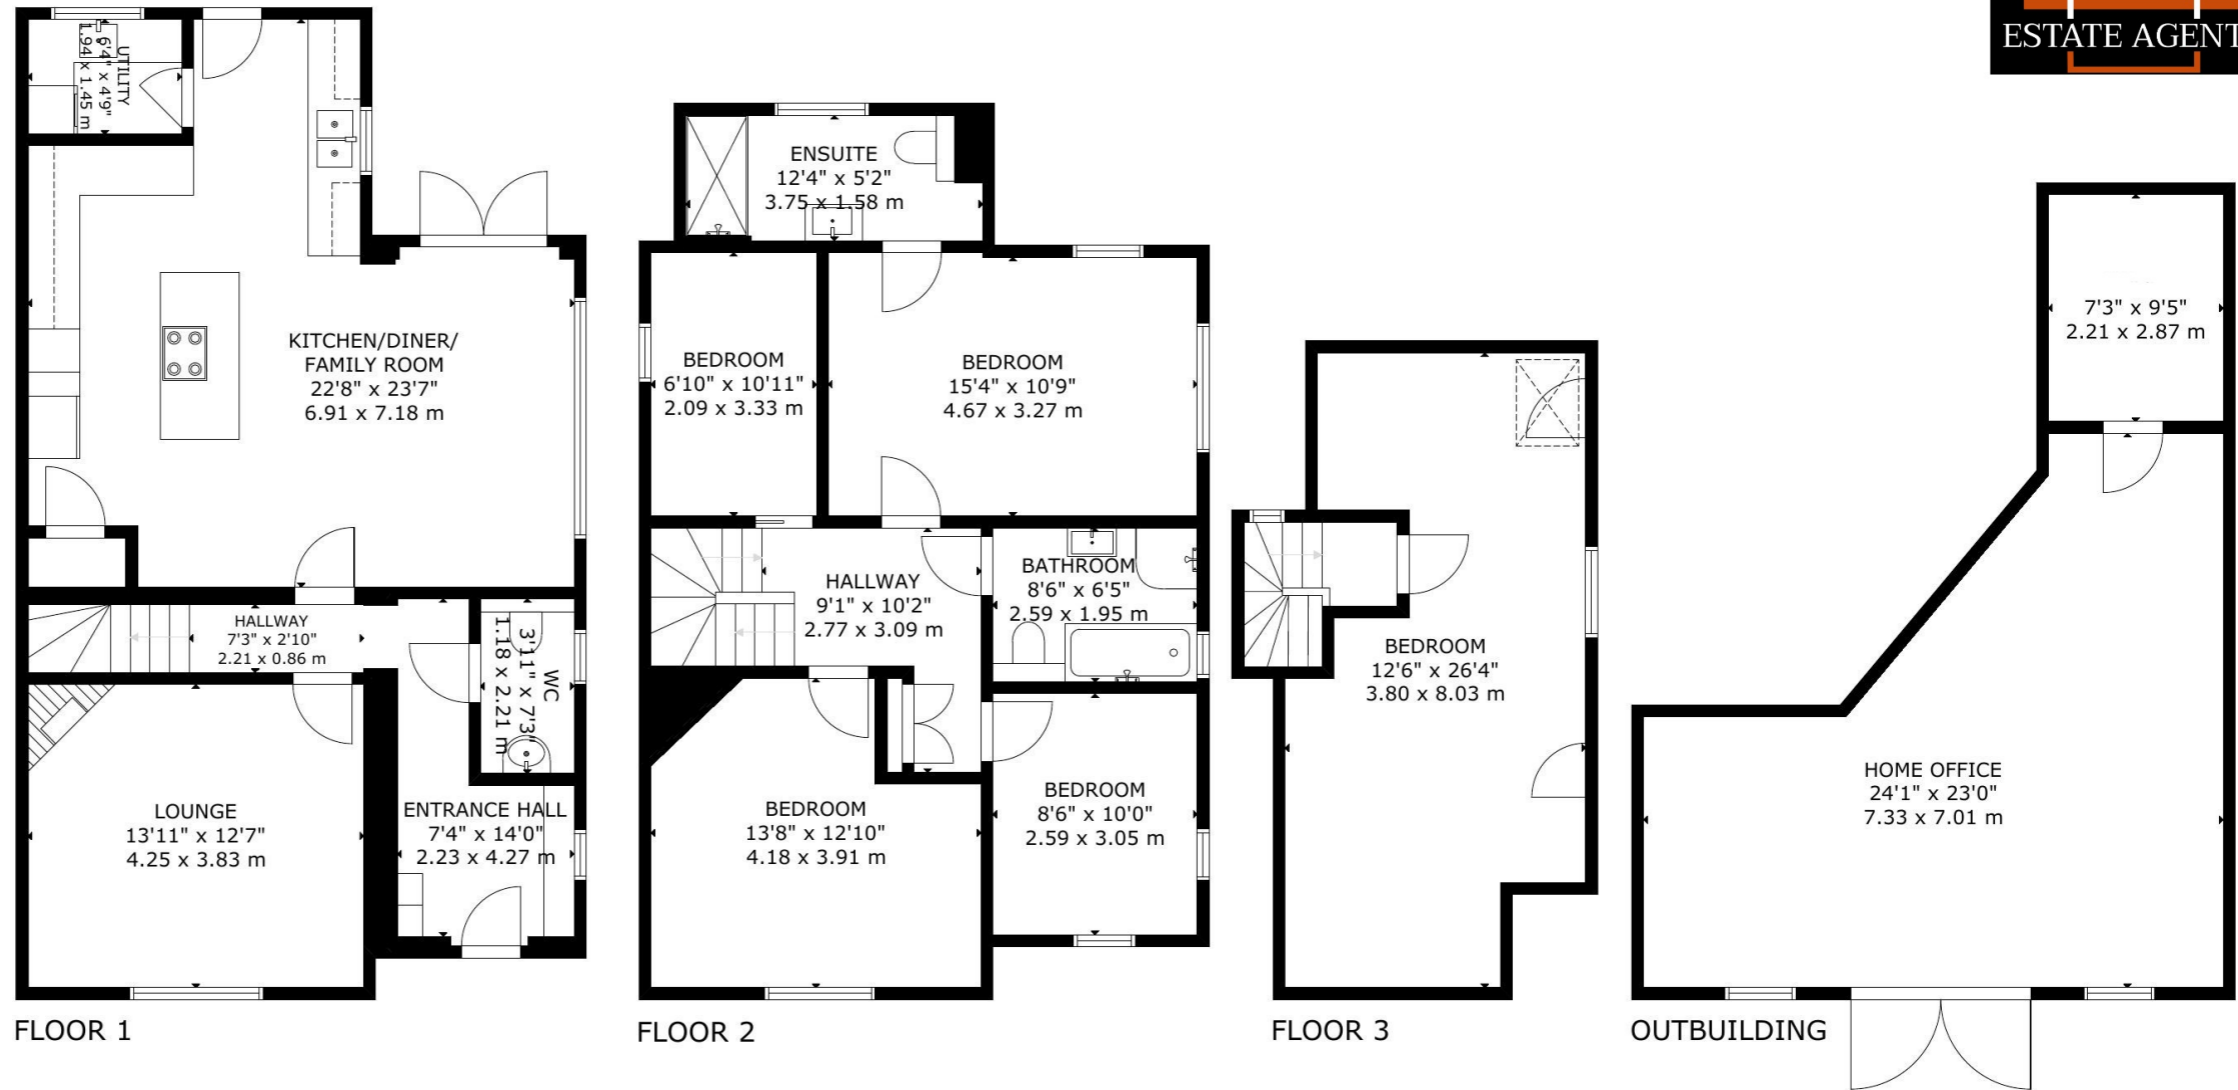 ESTATE AGENT
UTILITY
6'4" x 4'9"
1.94 x 1.45 m
KITCHEN/DINER/
FAMILY ROOM
22'8" x 23'7"
6.91 x 7.18 m
HALLWAY
7'3" x 2'10"
2.21 x 0.86 m
WC
3'11" x 7'3"
1.18 x 2.21 m
LOUNGE
13'11" x 12'7"
4.25 x 3.83 m
ENTRANCE HALL
7'4" x 14'0"
2.23 x 4.27 m
FLOOR 1
ENSUITE
12'4" x 5'2"
3.75 x 1.58 m
BEDROOM
6'10" x 10'11"
2.09 x 3.33 m
BEDROOM
15'4" x 10'9"
4.67 x 3.27 m
HALLWAY
9'1" x 10'2"
2.77 x 3.09 m
BATHROOM
8'6" x 6'5"
2.59 x 1.95 m
BEDROOM
13'8" x 12'10"
4.18 x 3.91 m
BEDROOM
8'6" x 10'0"
2.59 x 3.05 m
FLOOR 2
BEDROOM
12'6" x 26'4"
3.80 x 8.03 m
FLOOR 3
7'3" x 9'5"
2.21 x 2.87 m
HOME OFFICE
24'1" x 23'0"
7.33 x 7.01 m
OUTBUILDING